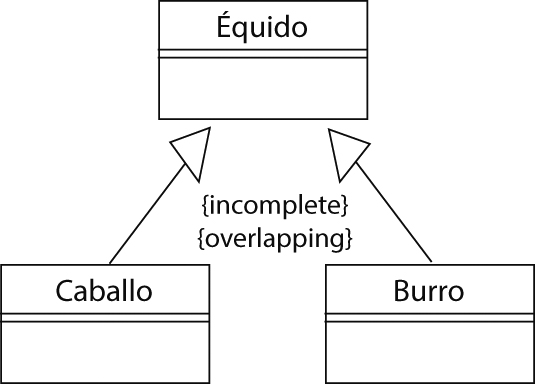 Équido
{incomplete}
{overlapping}
Caballo
Burro